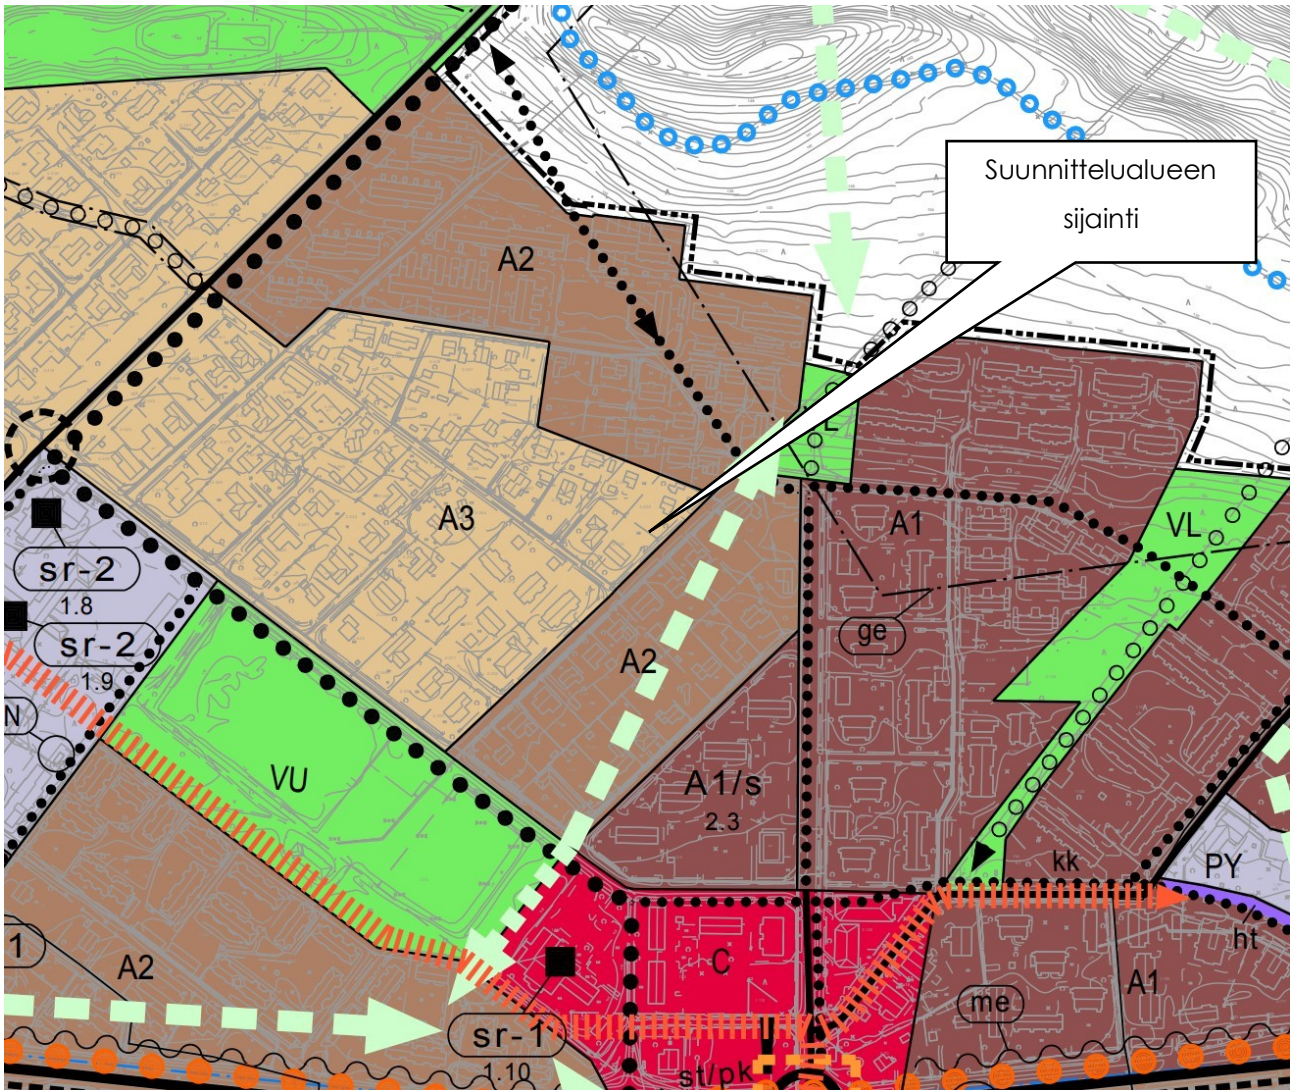 Suunnittelualueen
sijainti
A2
L
A3
A1
VL
sr-2
1.8
sr-2
1.9
ge
N
A2
VU
A1/s
2.3
kk
PY
ht
1
A2
C
A1
me
sr-1
1.10
st/pk